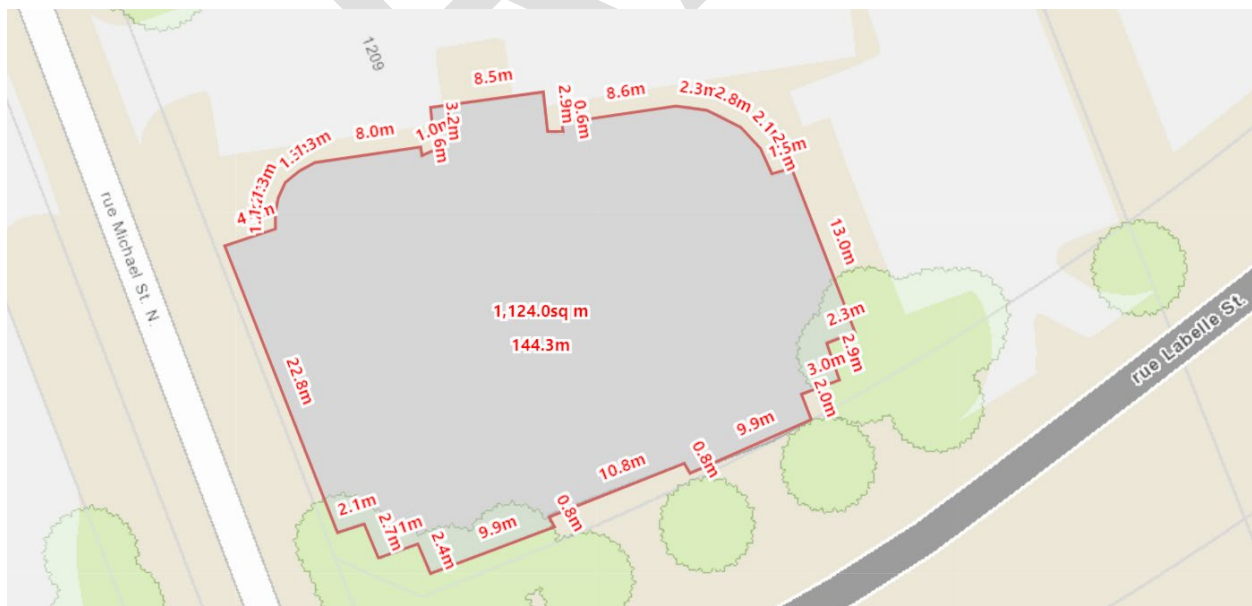 1209
8.5m
8.6m
2.3m
2.8m
2.9m
0.6m
3.2m
8.0m
1.0m
13.0m
rue Michael St. N.
1,124.0sq m
144.3m
22.8m
2.3m
2.9m
3.0m
2.0m
9.9m
rue Labelle St.
10.8m
0.8m
2.1m
2.7m
9.9m
0.8m
2.4m